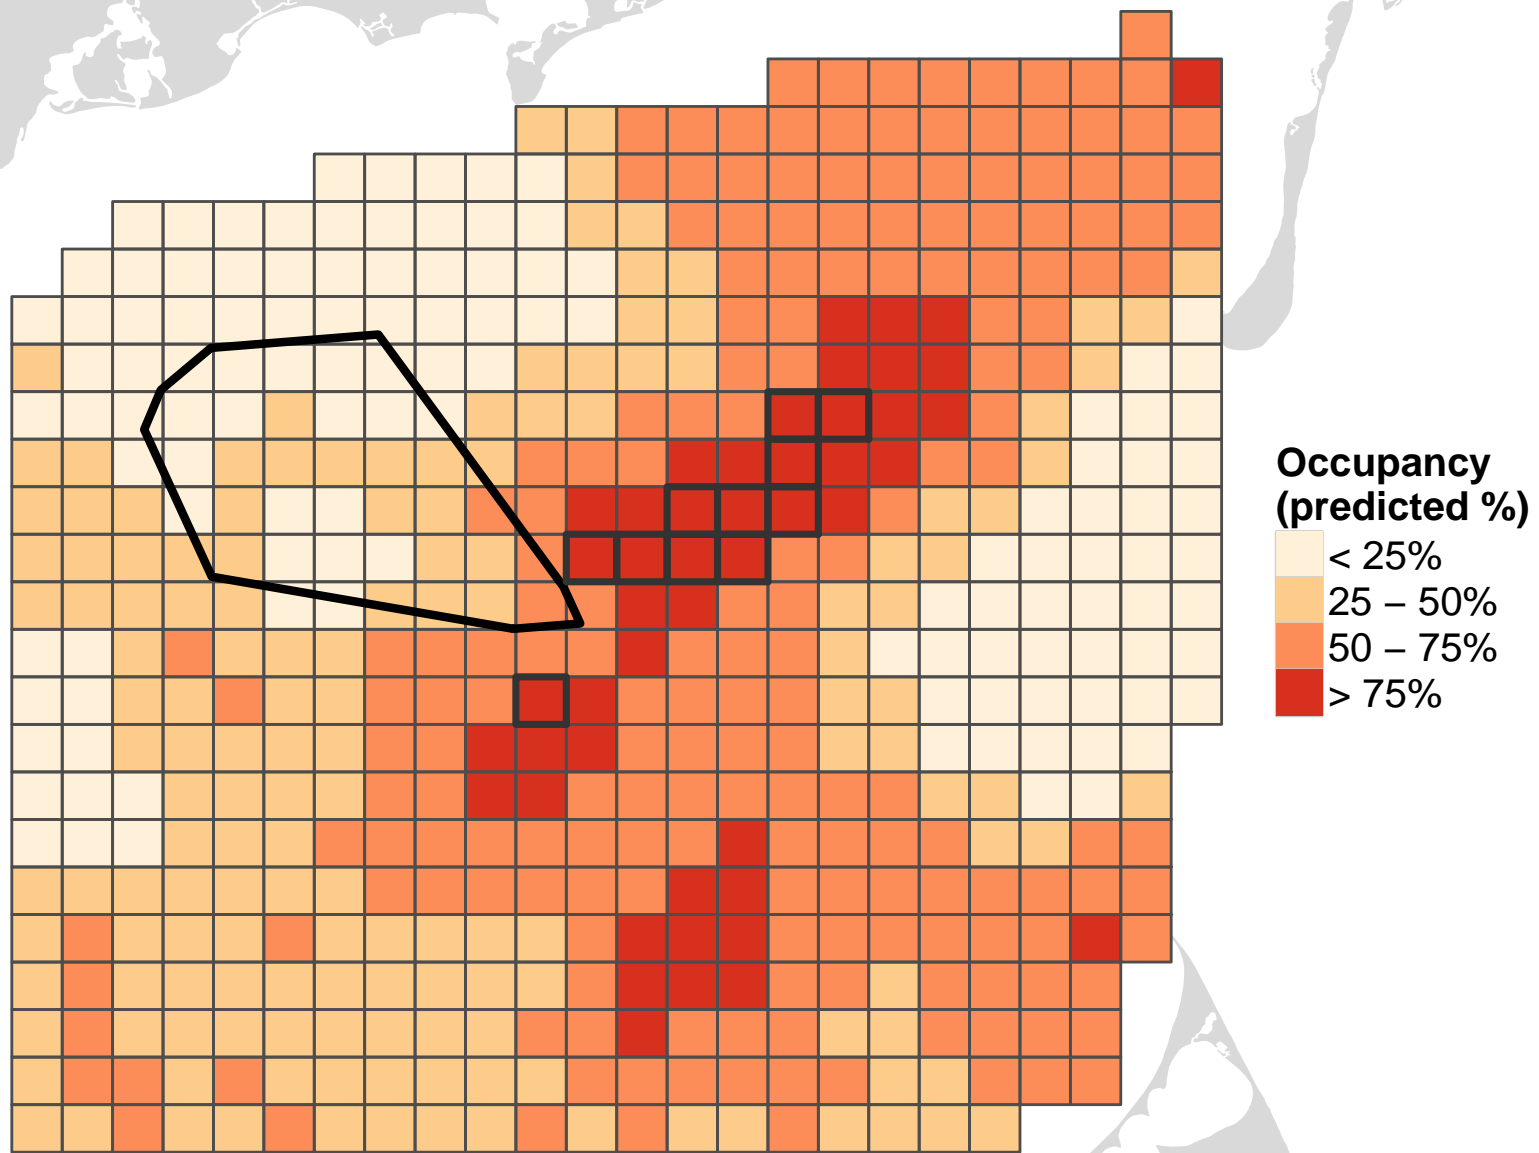 Occupancy
(predicted %)
< 25%
25 – 50%
50 – 75%
> 75%